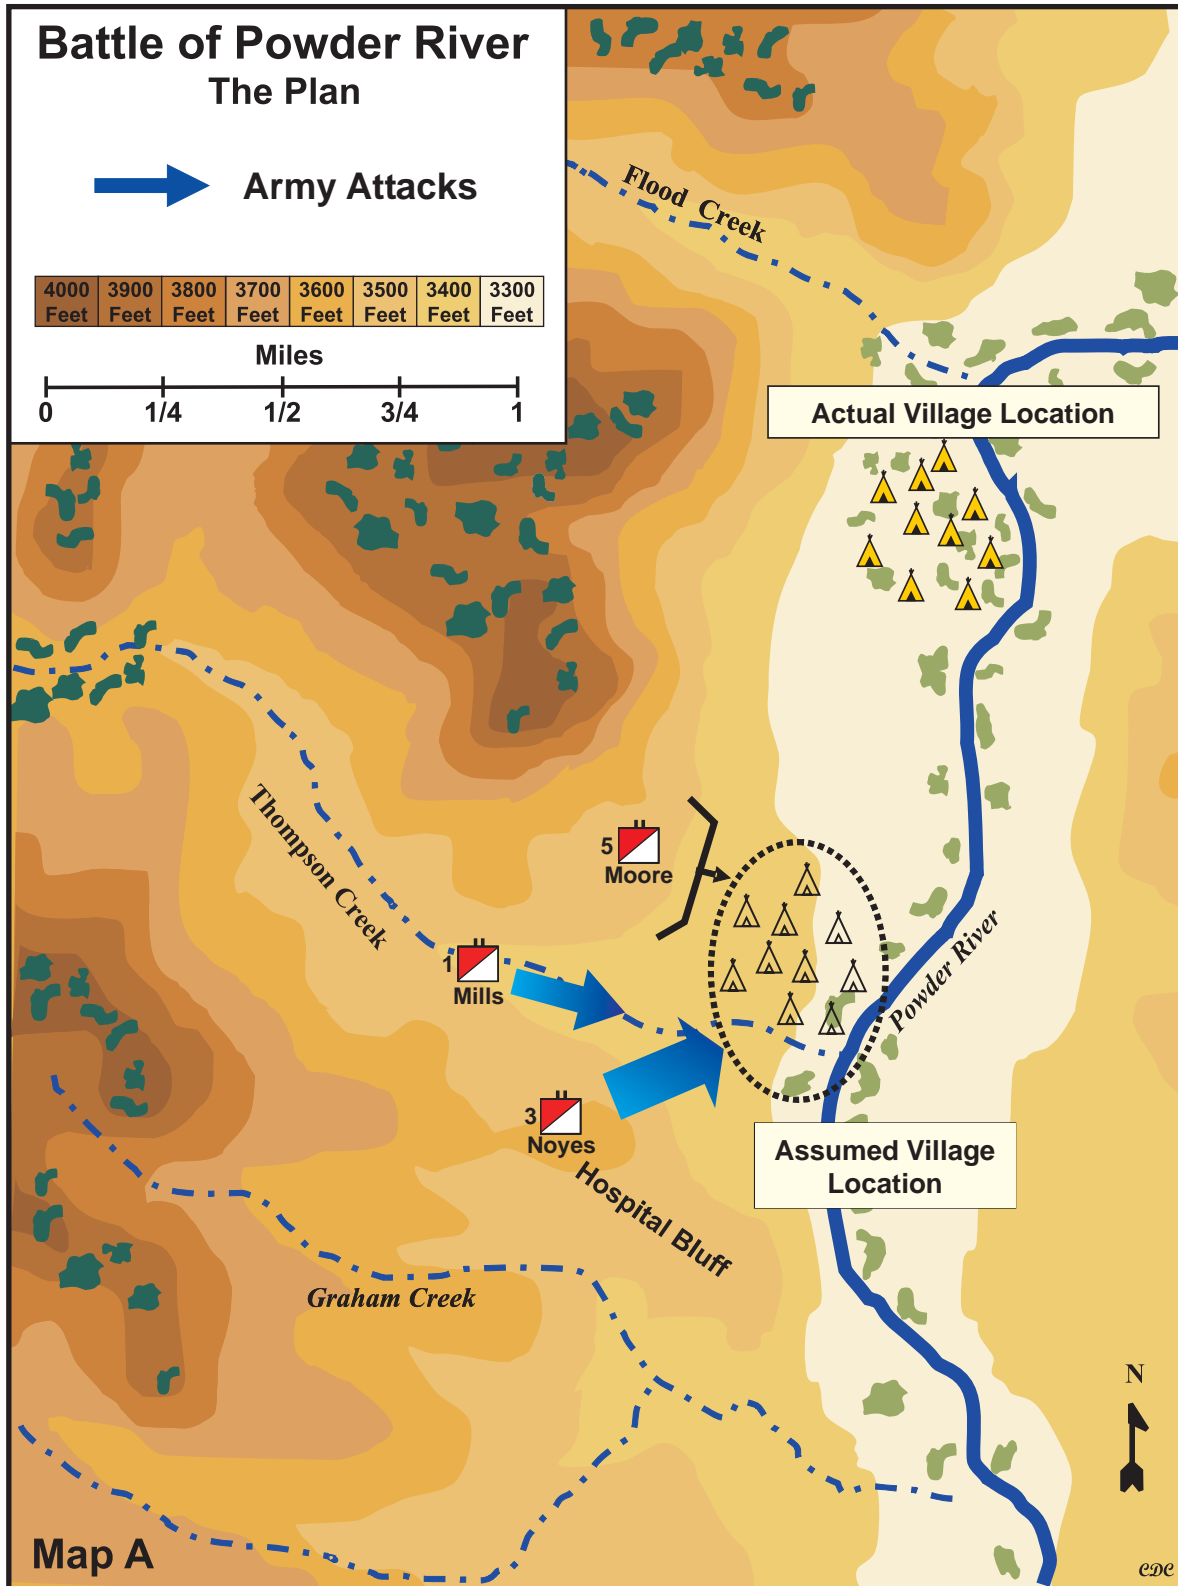 Battle of Powder River
The Plan
Army Attacks
4000 3900 3800 3700 3600 3500 3400 3300
Feet Feet Feet Feet Feet Feet Feet Feet
Miles
0 1/4 1/2 3/4 1
Flood Creek
Actual Village Location
Thompson Creek
5
Moore
1
Mills
Powder River
3
Noyes
Hospital Bluff
Assumed Village
Location
Graham Creek
N
Map A
CDC